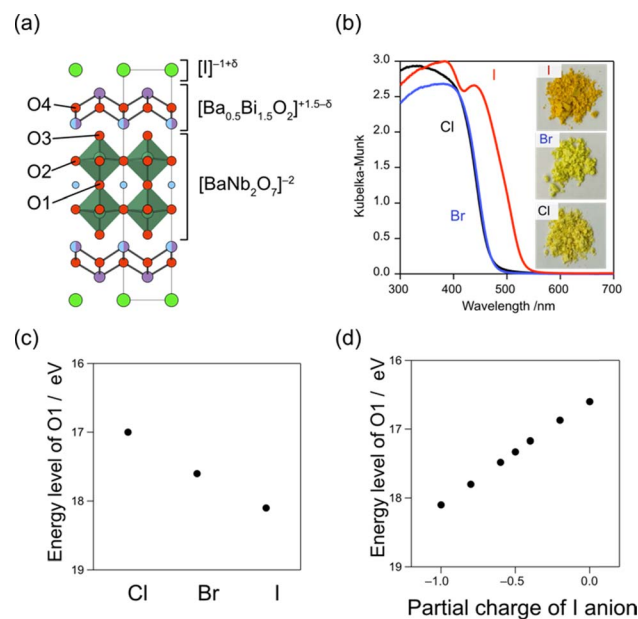 (a)
[I]–1+δ
[Ba0.5Bi1.5O2]+1.5–δ
O4
O3
O2
O1
[BaNb2O7]–2
(b)
Kubelka-Munk
3.0
2.5
2.0
1.5
1.0
0.5
0.0
I
Cl
Br
I
Br
Cl
300 400 500 600 700
Wavelength /nm
(c)
Energy level of O1 / eV
16
17
18
19
Cl Br I
(d)
Energy level of O1 / eV
16
17
18
19
–1.0 –0.5 0.0
Partial charge of I anion